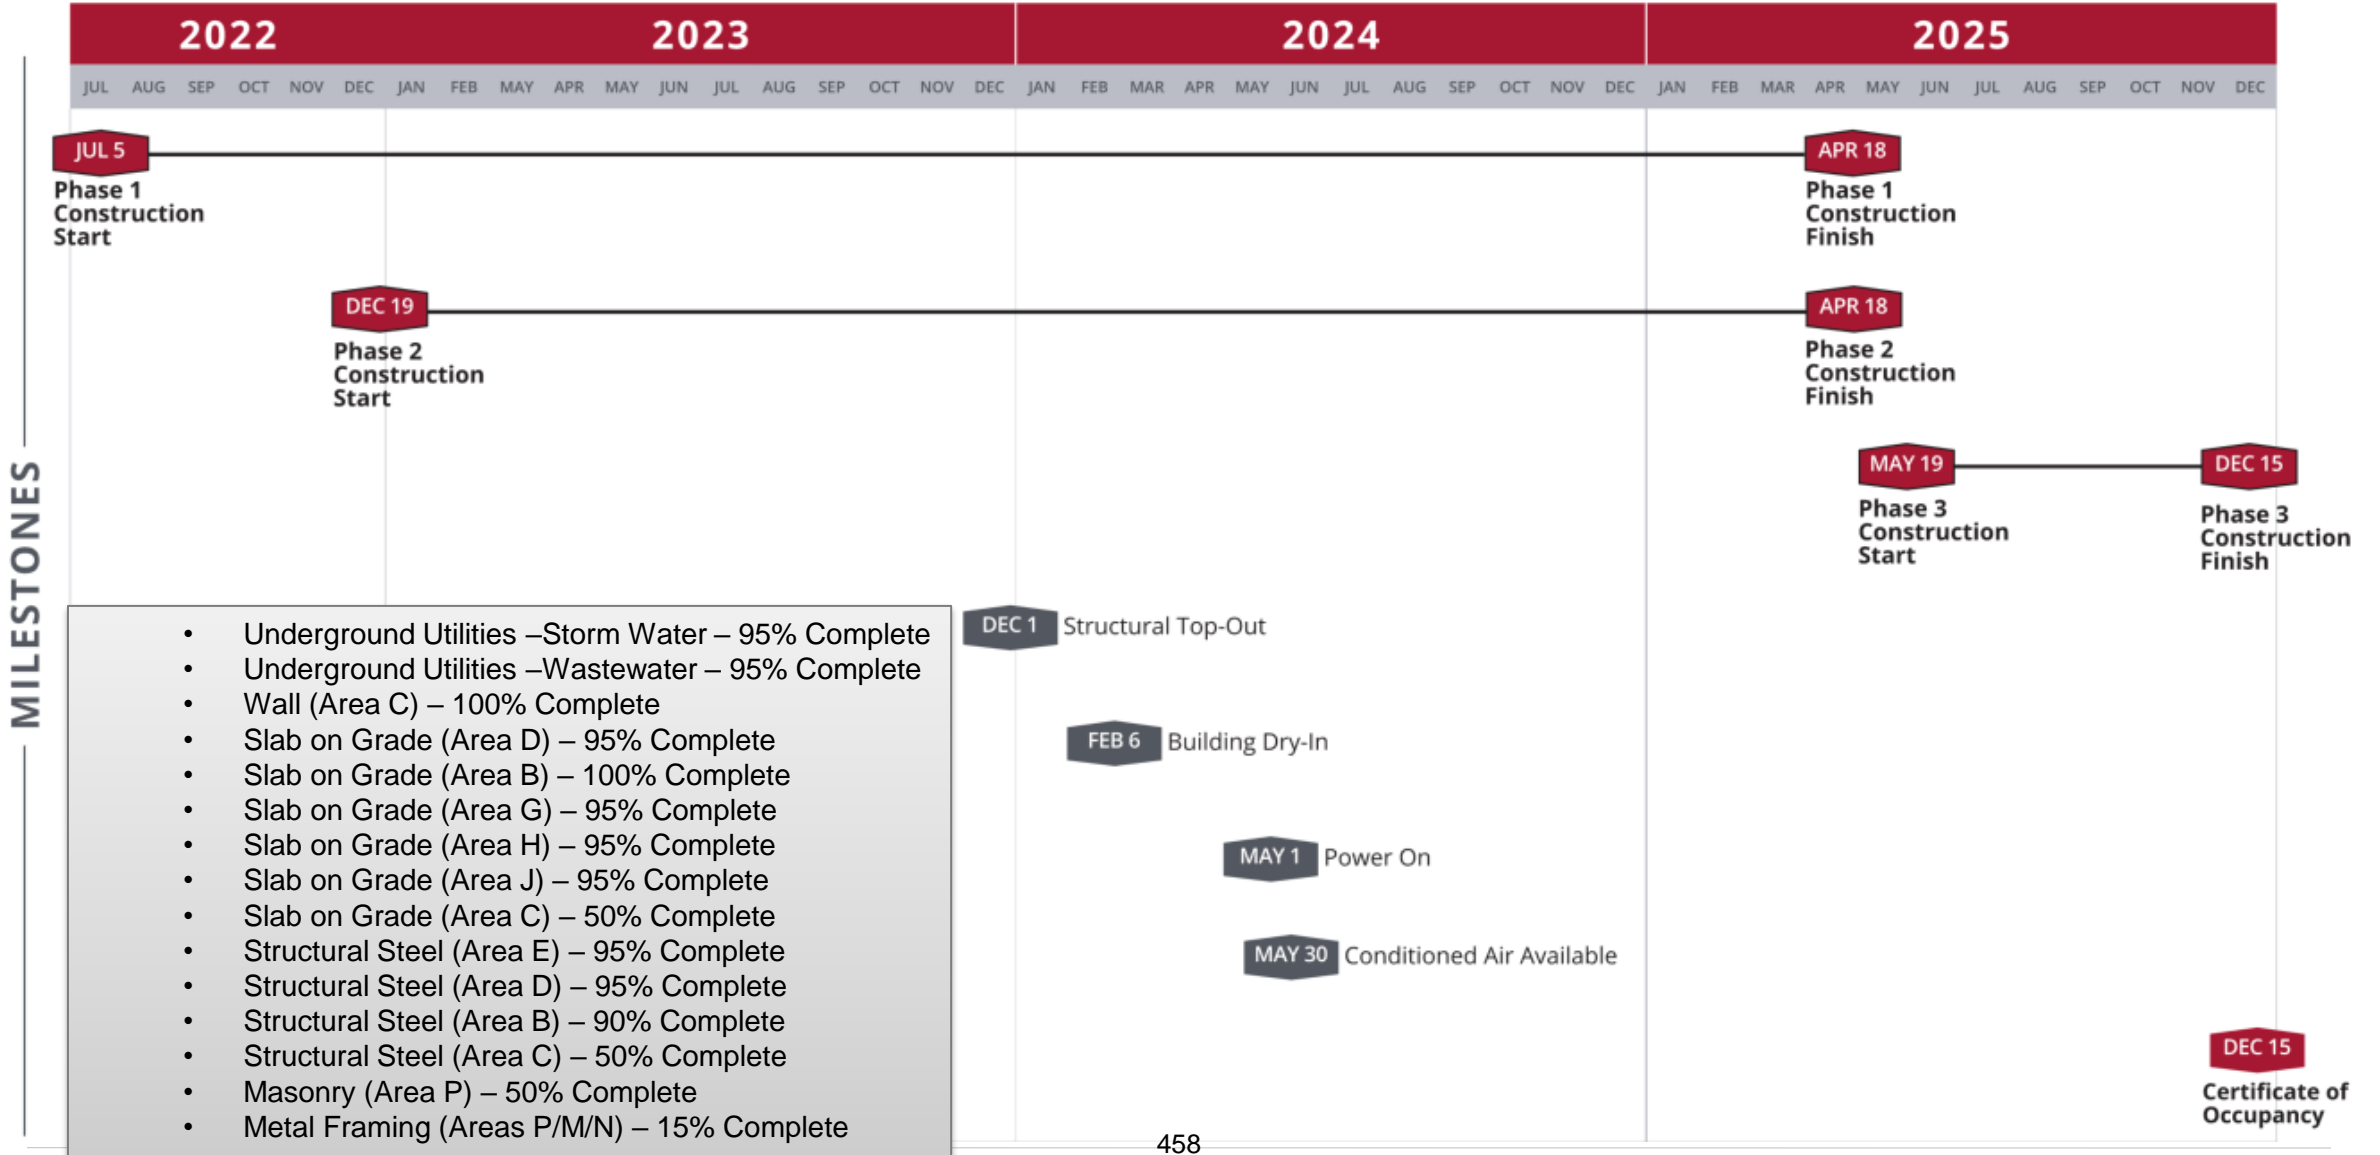 2022 2023 2024 2025
JUL AUG SEP OCT NOV DEC JAN FEB MAY APR MAY JUN JUL AUG SEP OCT NOV DEC JAN FEB MAR APR MAY JUN JUL AUG SEP OCT NOV DEC JAN FEB MAR APR MAY JUN JUL AUG SEP OCT NOV DEC
MILESTONES
JUL 5
Phase 1
Construction
Start
APR 18
Phase 1
Construction
Finish
DEC 19
Phase 2
Construction
Start
APR 18
Phase 2
Construction
Finish
MAY 19
Phase 3
Construction
Start
DEC 15
Phase 3
Construction
Finish
DEC 1 Structural Top-Out
FEB 6 Building Dry-In
MAY 1 Power On
MAY 30 Conditioned Air Available
DEC 15
Certificate of
Occupancy
• Underground Utilities –Storm Water – 95% Complete
• Underground Utilities –Wastewater – 95% Complete
• Wall (Area C) – 100% Complete
• Slab on Grade (Area D) – 95% Complete
• Slab on Grade (Area B) – 100% Complete
• Slab on Grade (Area G) – 95% Complete
• Slab on Grade (Area H) – 95% Complete
• Slab on Grade (Area J) – 95% Complete
• Slab on Grade (Area C) – 50% Complete
• Structural Steel (Area E) – 95% Complete
• Structural Steel (Area D) – 95% Complete
• Structural Steel (Area B) – 90% Complete
• Structural Steel (Area C) – 50% Complete
• Masonry (Area P) – 50% Complete
• Metal Framing (Areas P/M/N) – 15% Complete
458